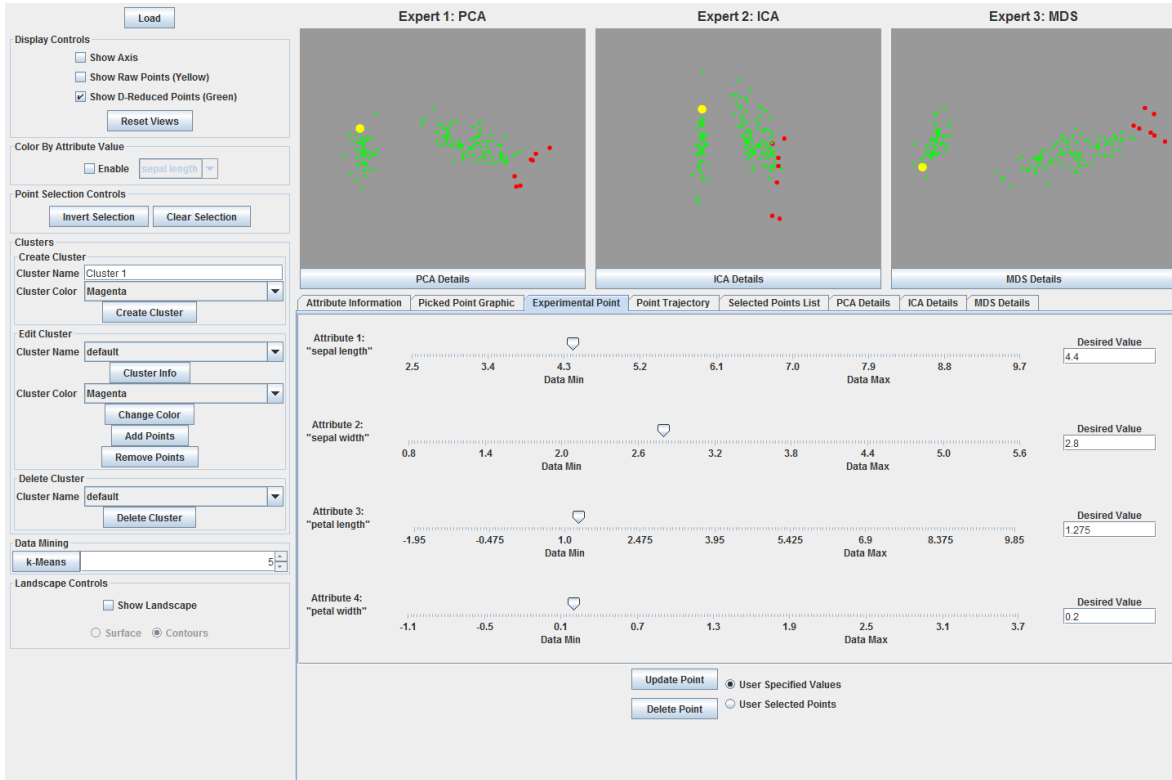 Load
Display Controls
Show Axis
Show Raw Points (Yellow)
Show D-Reduced Points (Green)
Reset Views
Color By Attribute Value
Enable sepal length
Point Selection Controls
Invert Selection Clear Selection
Clusters
Create Cluster
Cluster Name Cluster 1
Cluster Color Magenta
Create Cluster
Edit Cluster
Cluster Name default
Cluster Info
Cluster Color Magenta
Change Color
Add Points
Remove Points
Delete Cluster
Cluster Name default
Delete Cluster
Data Mining
k-Means 5
Landscape Controls
Show Landscape
Surface Contours
Expert 1: PCA Expert 2: ICA Expert 3: MDS
PCA Details ICA Details MDS Details
Attribute Information Picked Point Graphic Experimental Point Point Trajectory Selected Points List PCA Details ICA Details MDS Details
Attribute 1:
"sepal length"
2.5 3.4 4.3 5.2 6.1 7.0 7.9 8.8 9.7
Data Min Data Max
Desired Value
4.4
Attribute 2:
"sepal width"
0.8 1.4 2.0 2.6 3.2 3.8 4.4 5.0 5.6
Data Min Data Max
Desired Value
2.8
Attribute 3:
"petal length"
-1.95 -0.475 1.0 2.475 3.95 5.425 6.9 8.375 9.85
Data Min Data Max
Desired Value
1.275
Attribute 4:
"petal width"
-1.1 -0.5 0.1 0.7 1.3 1.9 2.5 3.1 3.7
Data Min Data Max
Desired Value
0.2
Update Point User Specified Values
Delete Point User Selected Points